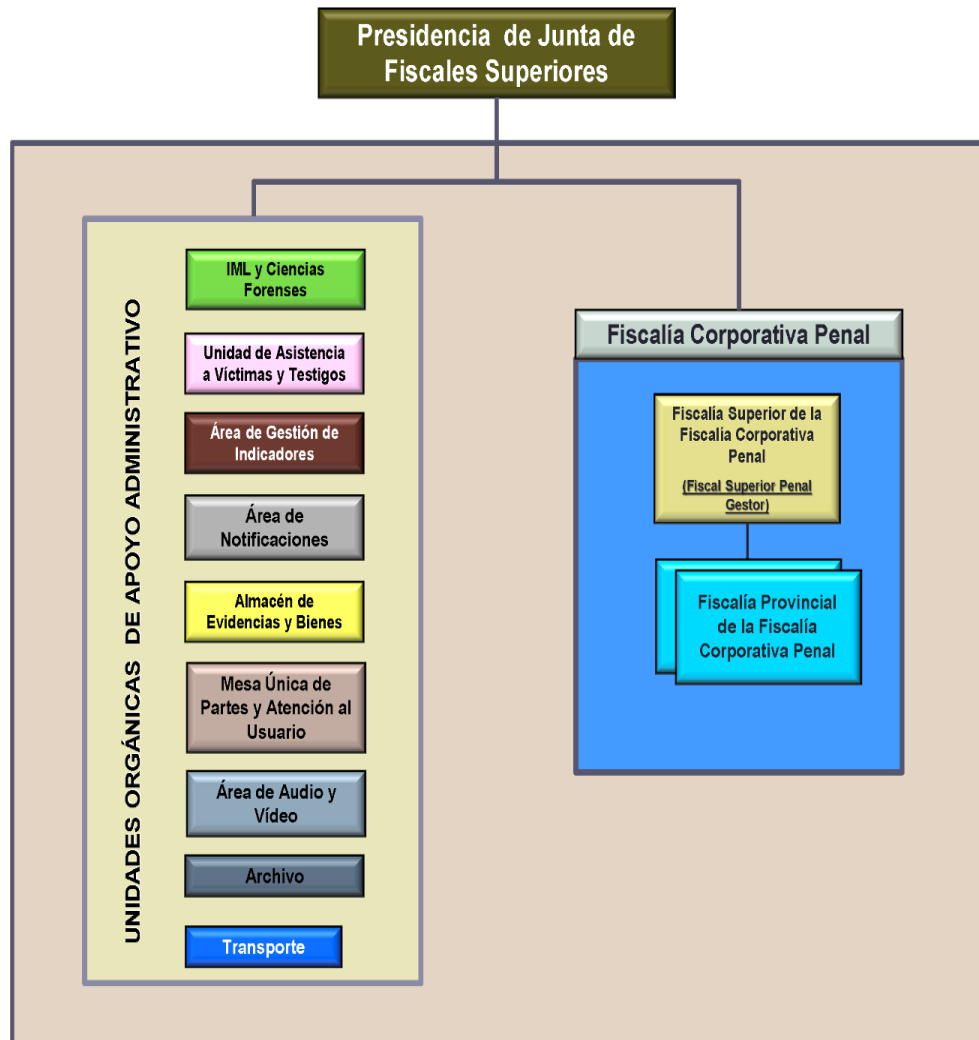 Presidencia de Junta de
Fiscales Superiores
UNIDADES ORGÁNICAS DE APOYO ADMINISTRATIVO
IML y Ciencias
Forenses
Unidad de Asistencia
a Víctimas y Testigos
Área de Gestión de
Indicadores
Área de
Notificaciones
Almacén de
Evidencias y Bienes
Mesa Única de
Partes y Atención al
Usuario
Área de Audio y
Vídeo
Archivo
Transporte
Fiscalía Corporativa Penal
Fiscalía Superior de la
Fiscalía Corporativa
Penal
(Fiscal Superior Penal
Gestor)
Fiscalía Provincial
de la Fiscalía
Corporativa Penal